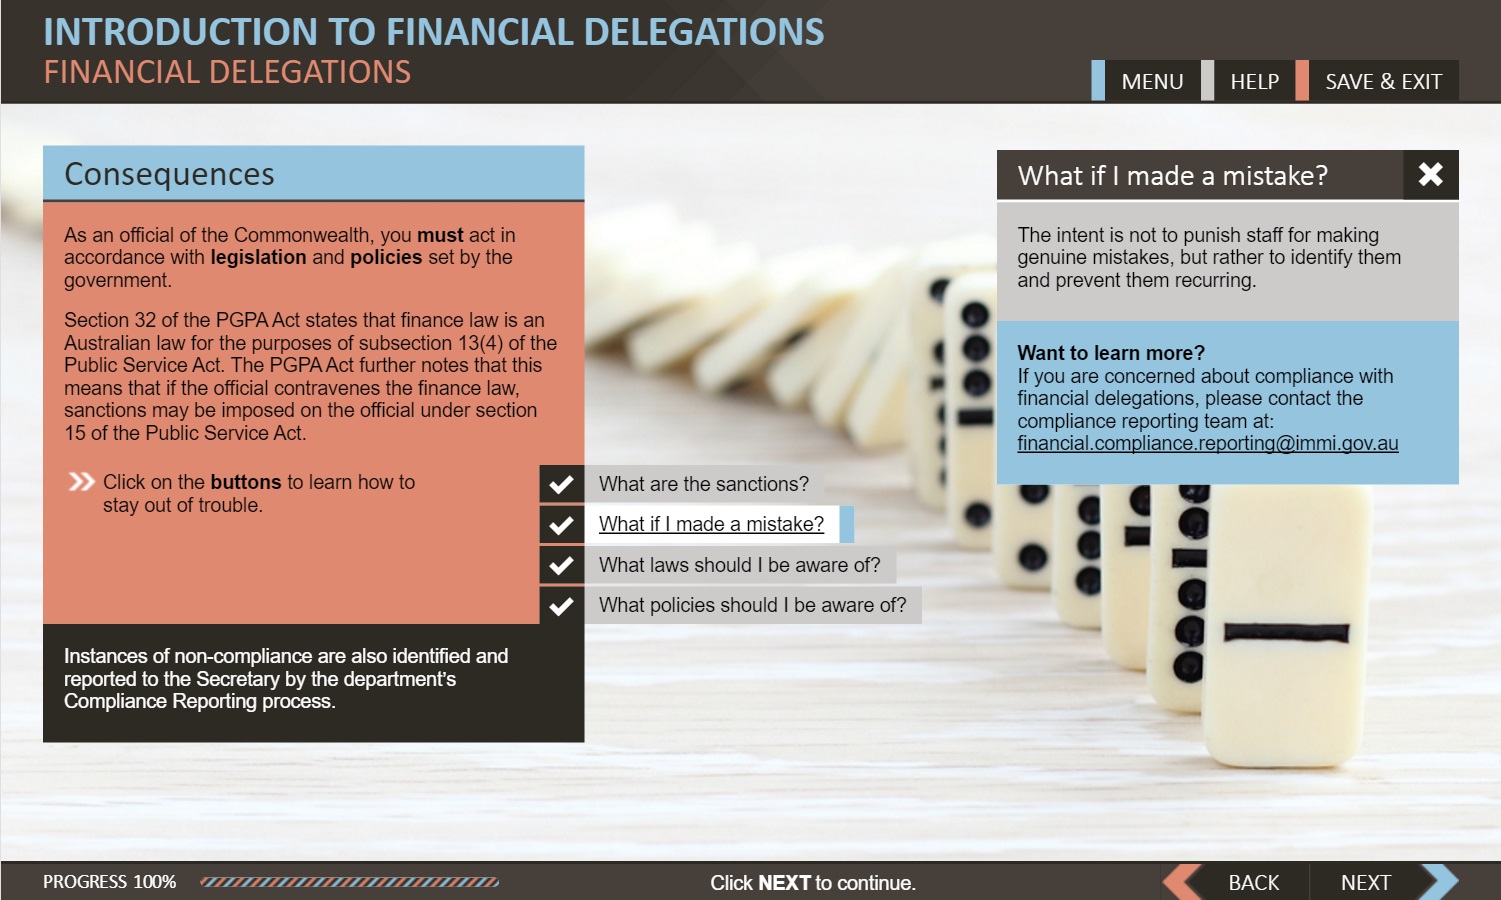 INTRODUCTION TO FINANCIAL DELEGATIONS
FINANCIAL DELEGATIONS
MENU
HELP
SAVE & EXIT
Consequences
As an official of the Commonwealth, you must act in
accordance with legislation and policies set by the
government.
Section 32 of the PGPA Act states that finance law is an
Australian law for the purposes of subsection 13(4) of the
Public Service Act. The PGPA Act further notes that this
means that if the official contravenes the finance law,
sanctions may be imposed on the official under section
15 of the Public Service Act.
Click on the buttons to learn how to
stay out of trouble.
What are the sanctions?
What if I made a mistake?
What laws should I be aware of?
What policies should I be aware of?
Instances of non-compliance are also identified and
reported to the Secretary by the department's
Compliance Reporting process.
What if I made a mistake?
The intent is not to punish staff for making
genuine mistakes, but rather to identify them
and prevent them recurring.
Want to learn more?
If you are concerned about compliance with
financial delegations, please contact the
compliance reporting team at:
financial.compliance.reporting@immi.gov.au
PROGRESS 100%
Click NEXT to continue.
BACK
NEXT